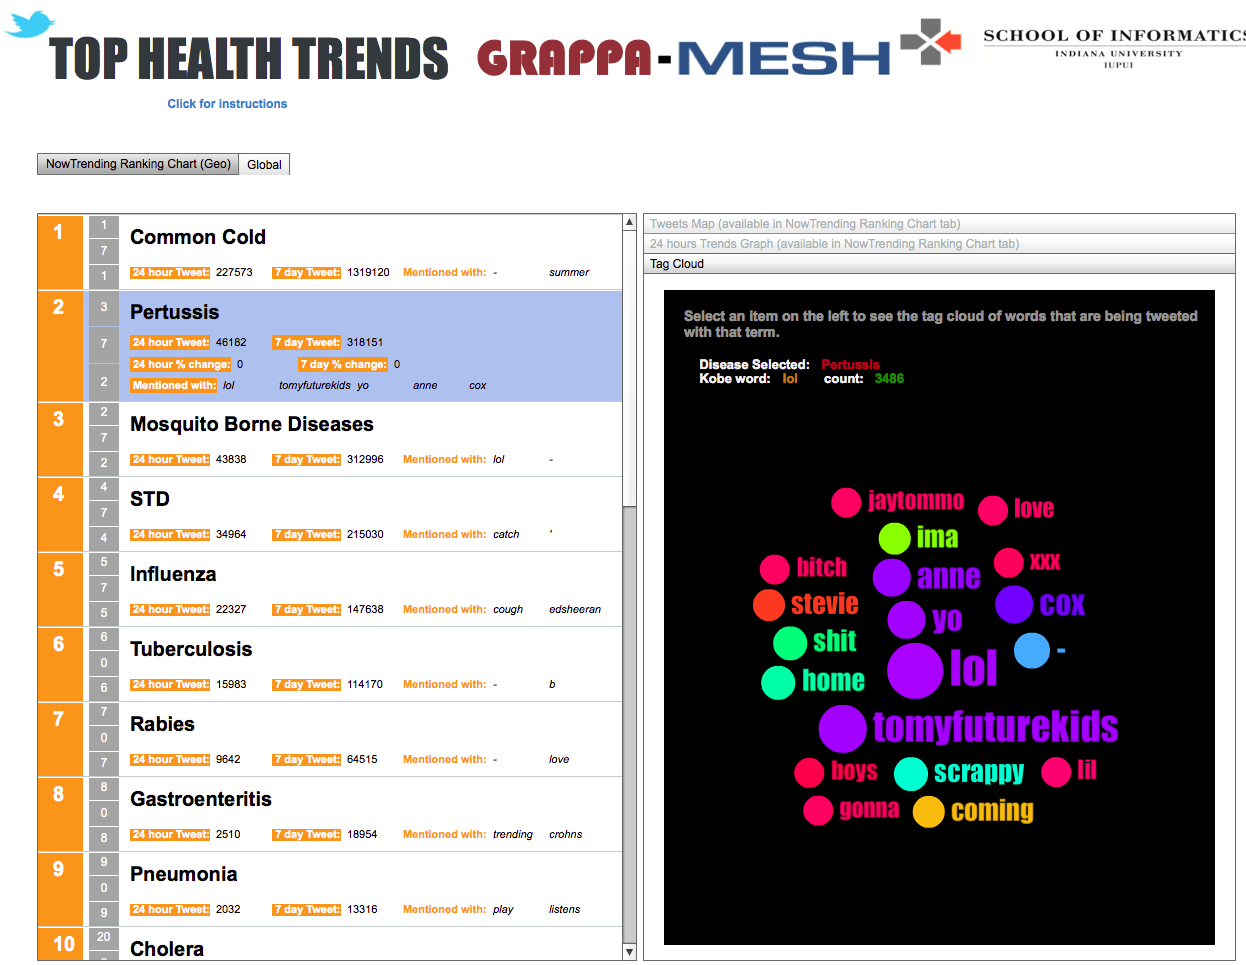 TOP HEALTH TRENDS GRAPPA-MESH SCHOOL OF INFORMATICS
INDIANA UNIVERSITY
IUPUI
Click for instructions
NowTrending Ranking Chart (Geo) Global
1 1 7 1 Common Cold
24 hour Tweet: 227573 7 day Tweet: 1319120 Mentioned with: - summer
2 3 7 2 Pertussis
24 hour Tweet: 46182 7 day Tweet: 318151
24 hour % change: 0 7 day % change: 0
Mentioned with: lol tomyfuturekids yo anne cox
3 2 7 2 Mosquito Borne Diseases
24 hour Tweet: 43838 7 day Tweet: 312996 Mentioned with: lol -
4 4 7 4 STD
24 hour Tweet: 34964 7 day Tweet: 215030 Mentioned with: catch '
5 5 7 5 Influenza
24 hour Tweet: 22327 7 day Tweet: 147638 Mentioned with: cough edsheeran
6 6 0 6 Tuberculosis
24 hour Tweet: 15983 7 day Tweet: 114170 Mentioned with: - b
7 7 0 7 Rabies
24 hour Tweet: 9642 7 day Tweet: 64515 Mentioned with: - love
8 8 0 8 Gastroenteritis
24 hour Tweet: 2510 7 day Tweet: 18954 Mentioned with: trending crohns
9 9 0 9 Pneumonia
24 hour Tweet: 2032 7 day Tweet: 13316 Mentioned with: play listens
10 20 Cholera
Tweets Map (available in NowTrending Ranking Chart tab)
24 hours Trends Graph (available in NowTrending Ranking Chart tab)
Tag Cloud
Select an item on the left to see the tag cloud of words that are being tweeted
with that term.
Disease Selected: Pertussis
Kobe word: lol count: 3486
jaytommo love
ima
bitch anne xxx
stevie yo cox
shit lol -
home
tomyfuturekids
boys scrappy lil
gonna coming